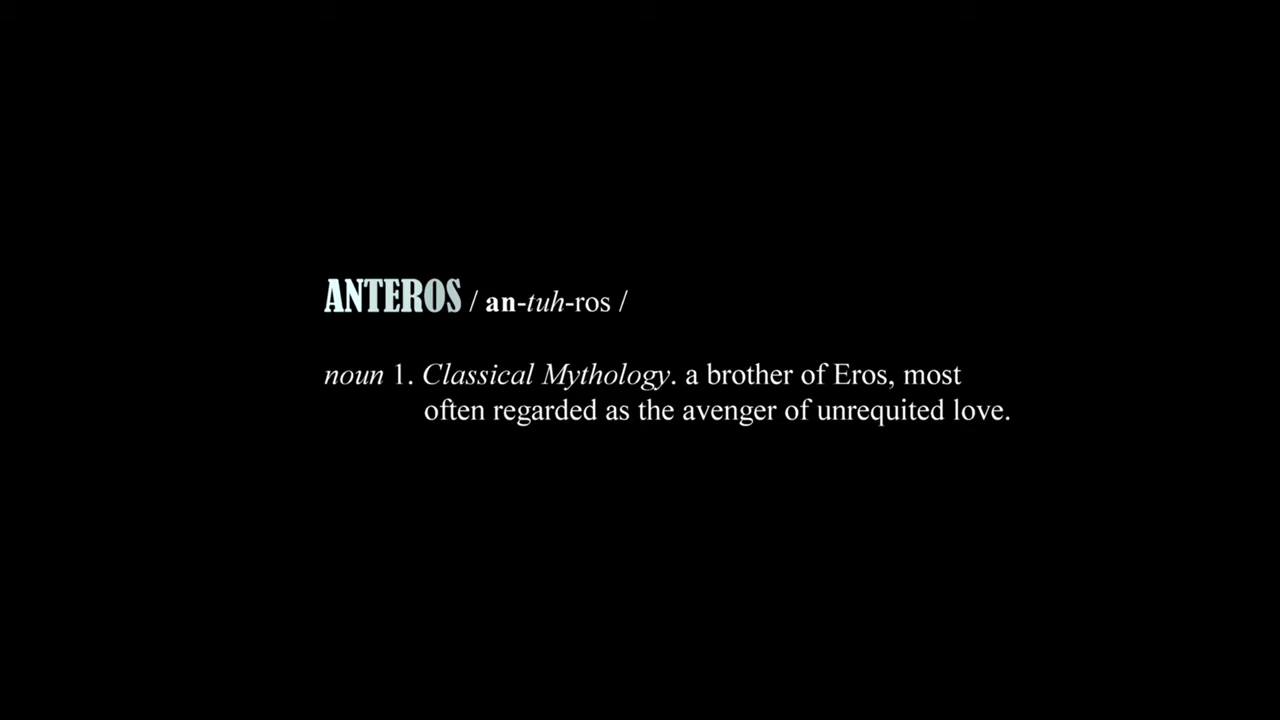 ANTEROS / an-tuh-ros /
noun 1. Classical Mythology. a brother of Eros, most
often regarded as the avenger of unrequited love.